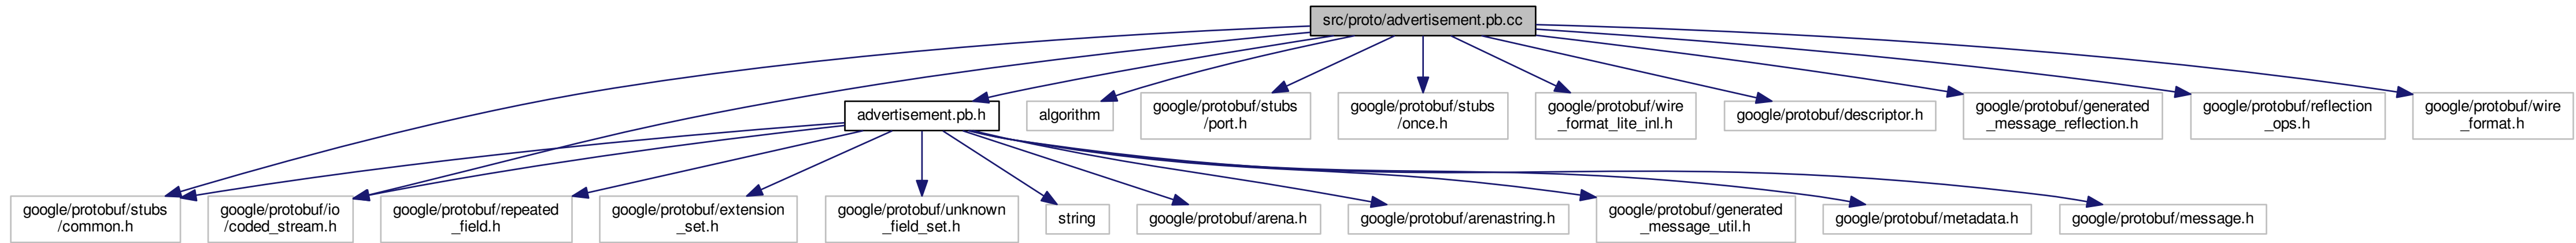 src/proto/advertisement.pb.cc
advertisement.pb.h
algorithm
google/protobuf/stubs
/port.h
google/protobuf/stubs
/once.h
google/protobuf/wire
_format_lite_inl.h
google/protobuf/descriptor.h
google/protobuf/generated
_message_reflection.h
google/protobuf/reflection
_ops.h
google/protobuf/wire
_format.h
google/protobuf/stubs
/common.h
google/protobuf/io
/coded_stream.h
google/protobuf/repeated
_field.h
google/protobuf/extension
_set.h
google/protobuf/unknown
_field_set.h
string
google/protobuf/arena.h
google/protobuf/arenastring.h
google/protobuf/generated
_message_util.h
google/protobuf/metadata.h
google/protobuf/message.h